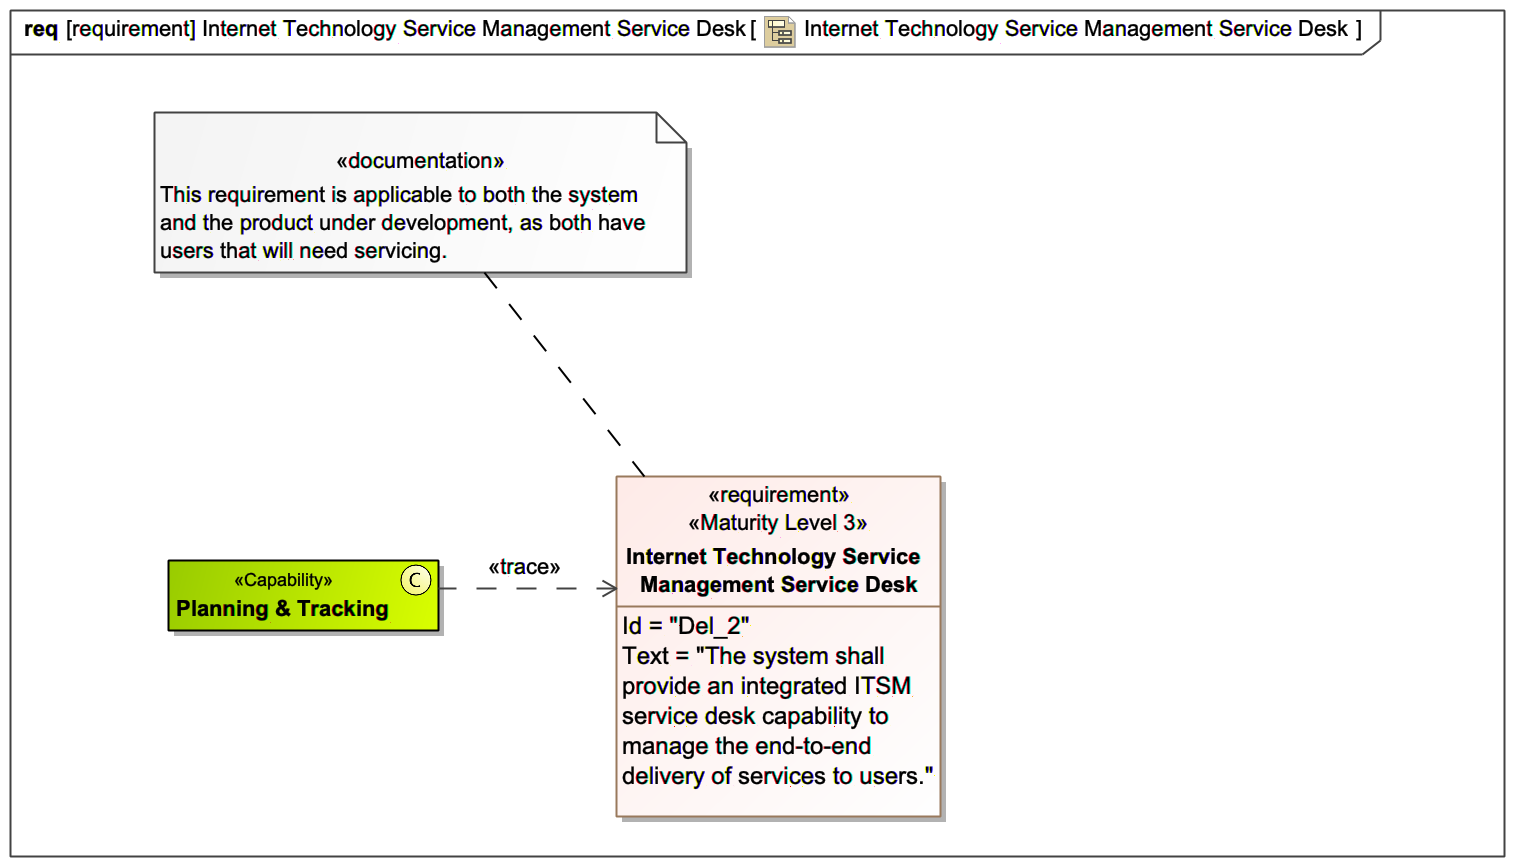 req [requirement] Internet Technology Service Management Service Desk [ Internet Technology Service Management Service Desk ]
«documentation»
This requirement is applicable to both the system
and the product under development, as both have
users that will need servicing.
«requirement»
«Maturity Level 3»
Internet Technology Service
Management Service Desk
«trace»
«Capability»
C
Planning & Tracking
Id = "Del_2"
Text = "The system shall
provide an integrated ITSM
service desk capability to
manage the end-to-end
delivery of services to users."